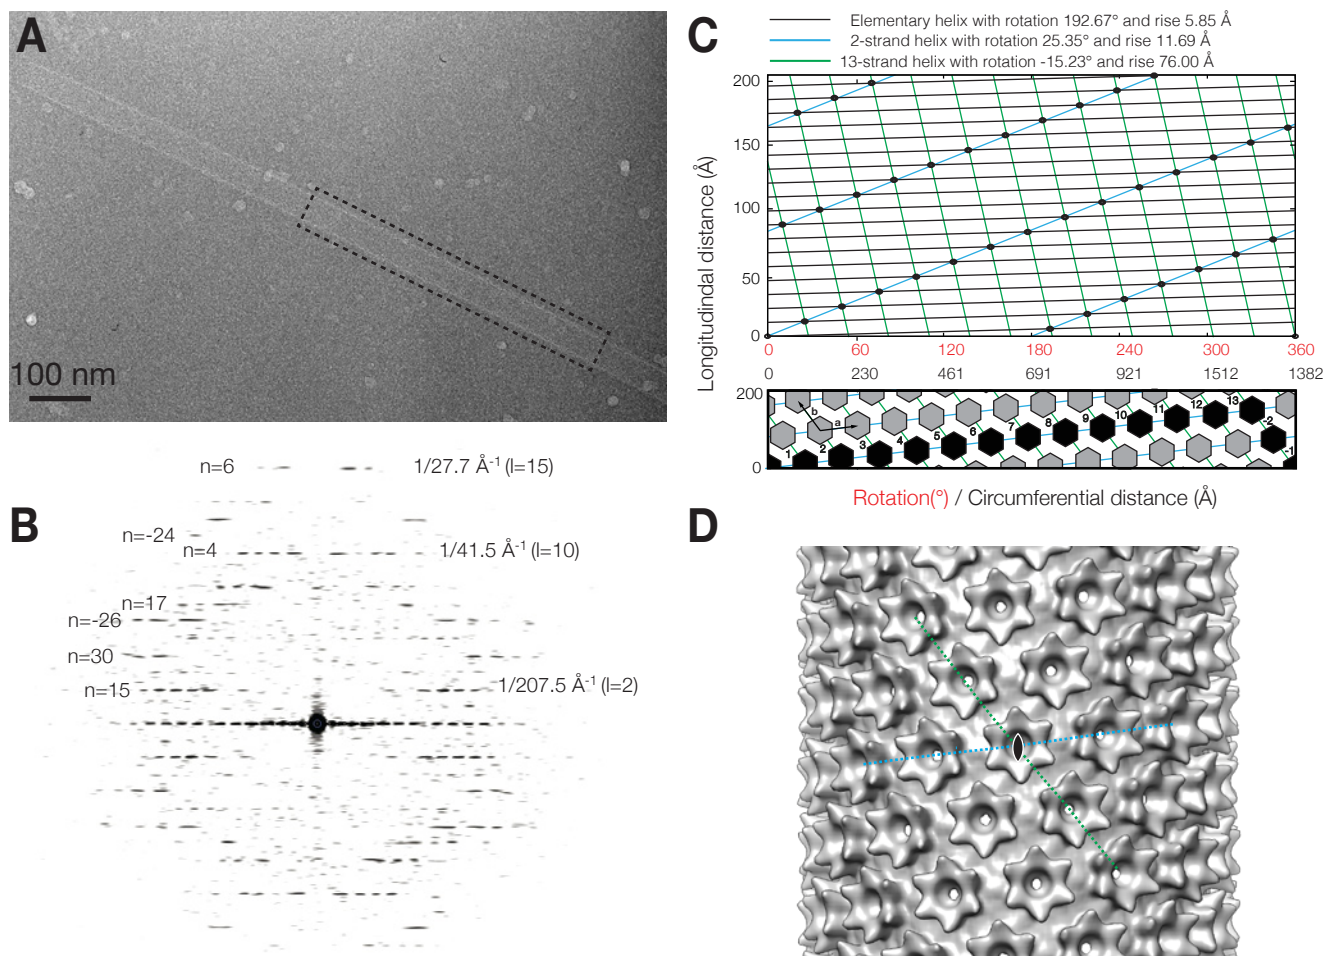 A
100 nm
B
n=6
1/27.7 Å-1 (l=15)
n=-24
n=4
1/41.5 Å-1 (l=10)
n=17
n=-26
n=30
n=15
1/207.5 Å-1 (l=2)
C
Elementary helix with rotation 192.67° and rise 5.85 Å
2-strand helix with rotation 25.35° and rise 11.69 Å
13-strand helix with rotation -15.23° and rise 76.00 Å
Longitudindal distance (Å)
200
150
100
50
0
0 60 120 180 240 300 360
0 230 461 691 921 1512 1382
200
0
b
a
1 2 3 4 5 6 7 8 9 10 11 12 13 -2 -1
Rotation(°) / Circumferential distance (Å)
D